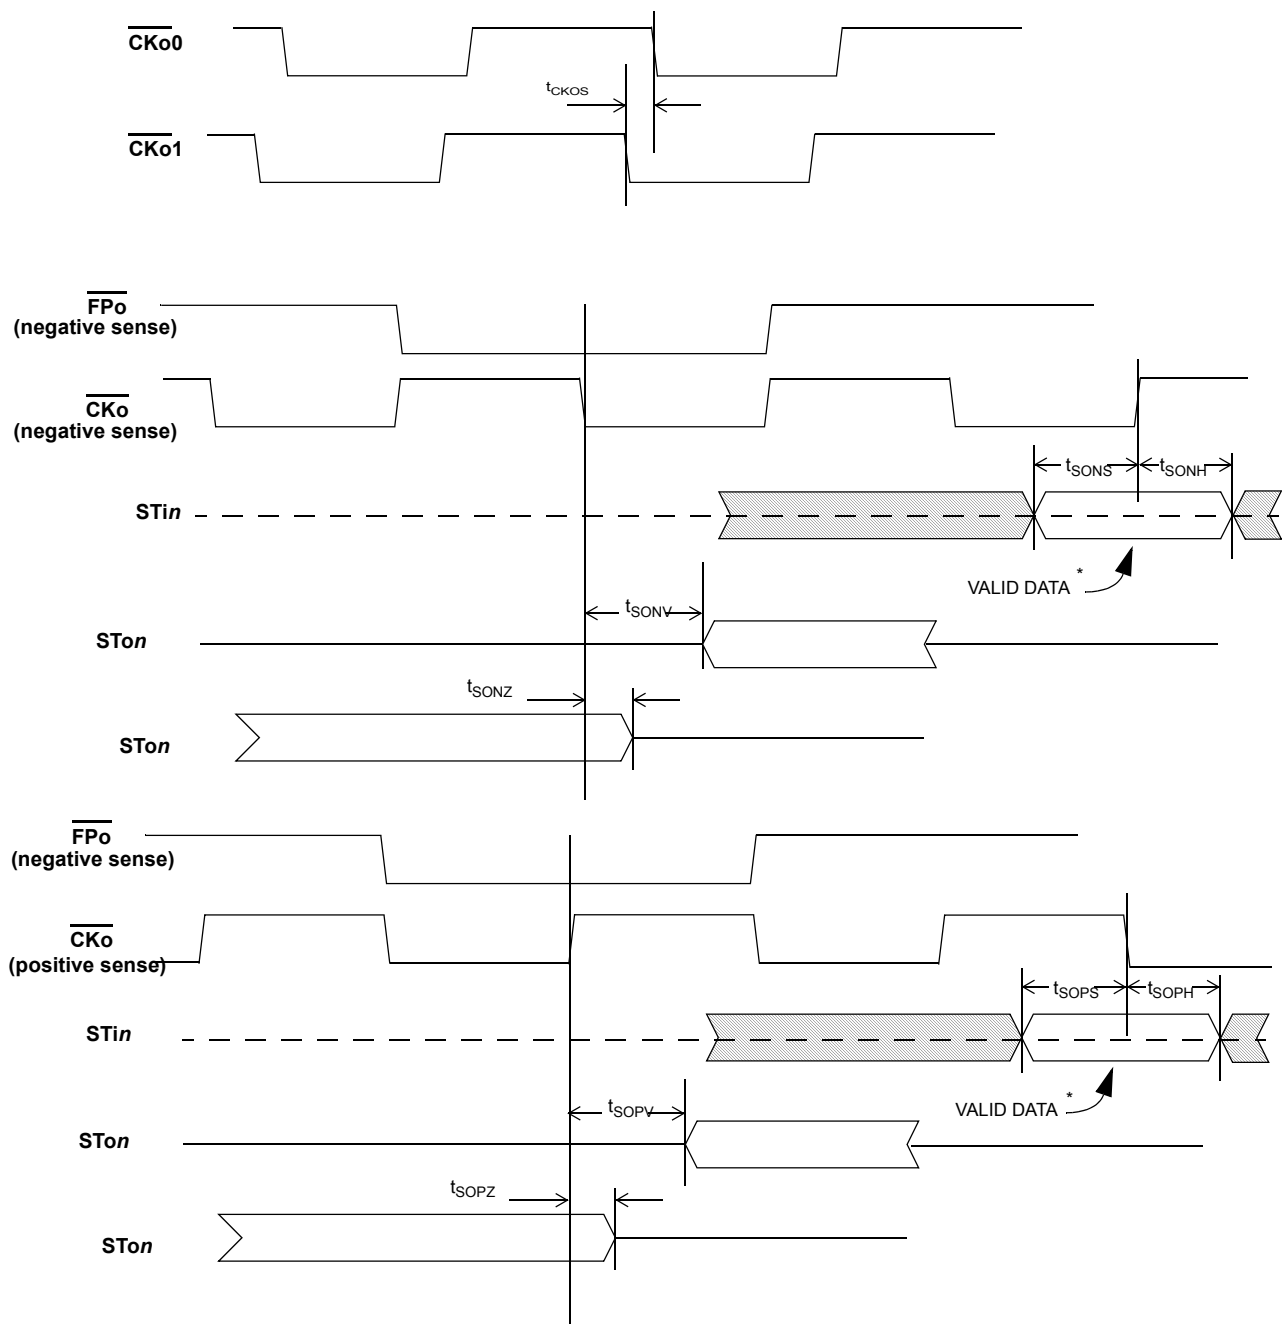 CKo0
tCKOS
CKo1
FPo
(negative sense)
CKo
(negative sense)
tSONS
tSONH
STin
VALID DATA *
tSONV
STon
tSONZ
STon
FPo
(negative sense)
CKo
(positive sense)
tSOPS
tSOPH
STin
VALID DATA *
tSOPV
STon
tSOPZ
STon